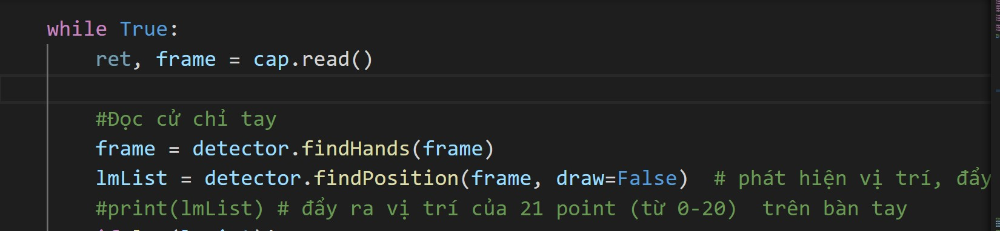 while True:
ret, frame = cap.read()
#Đọc cử chỉ tay
frame = detector.findHands(frame)
lmList = detector.findPosition(frame, draw=False)  # phát hiện vị trí, đẩy
#print(lmList) # đẩy ra vị trí của 21 point (từ 0-20)  trên bàn tay